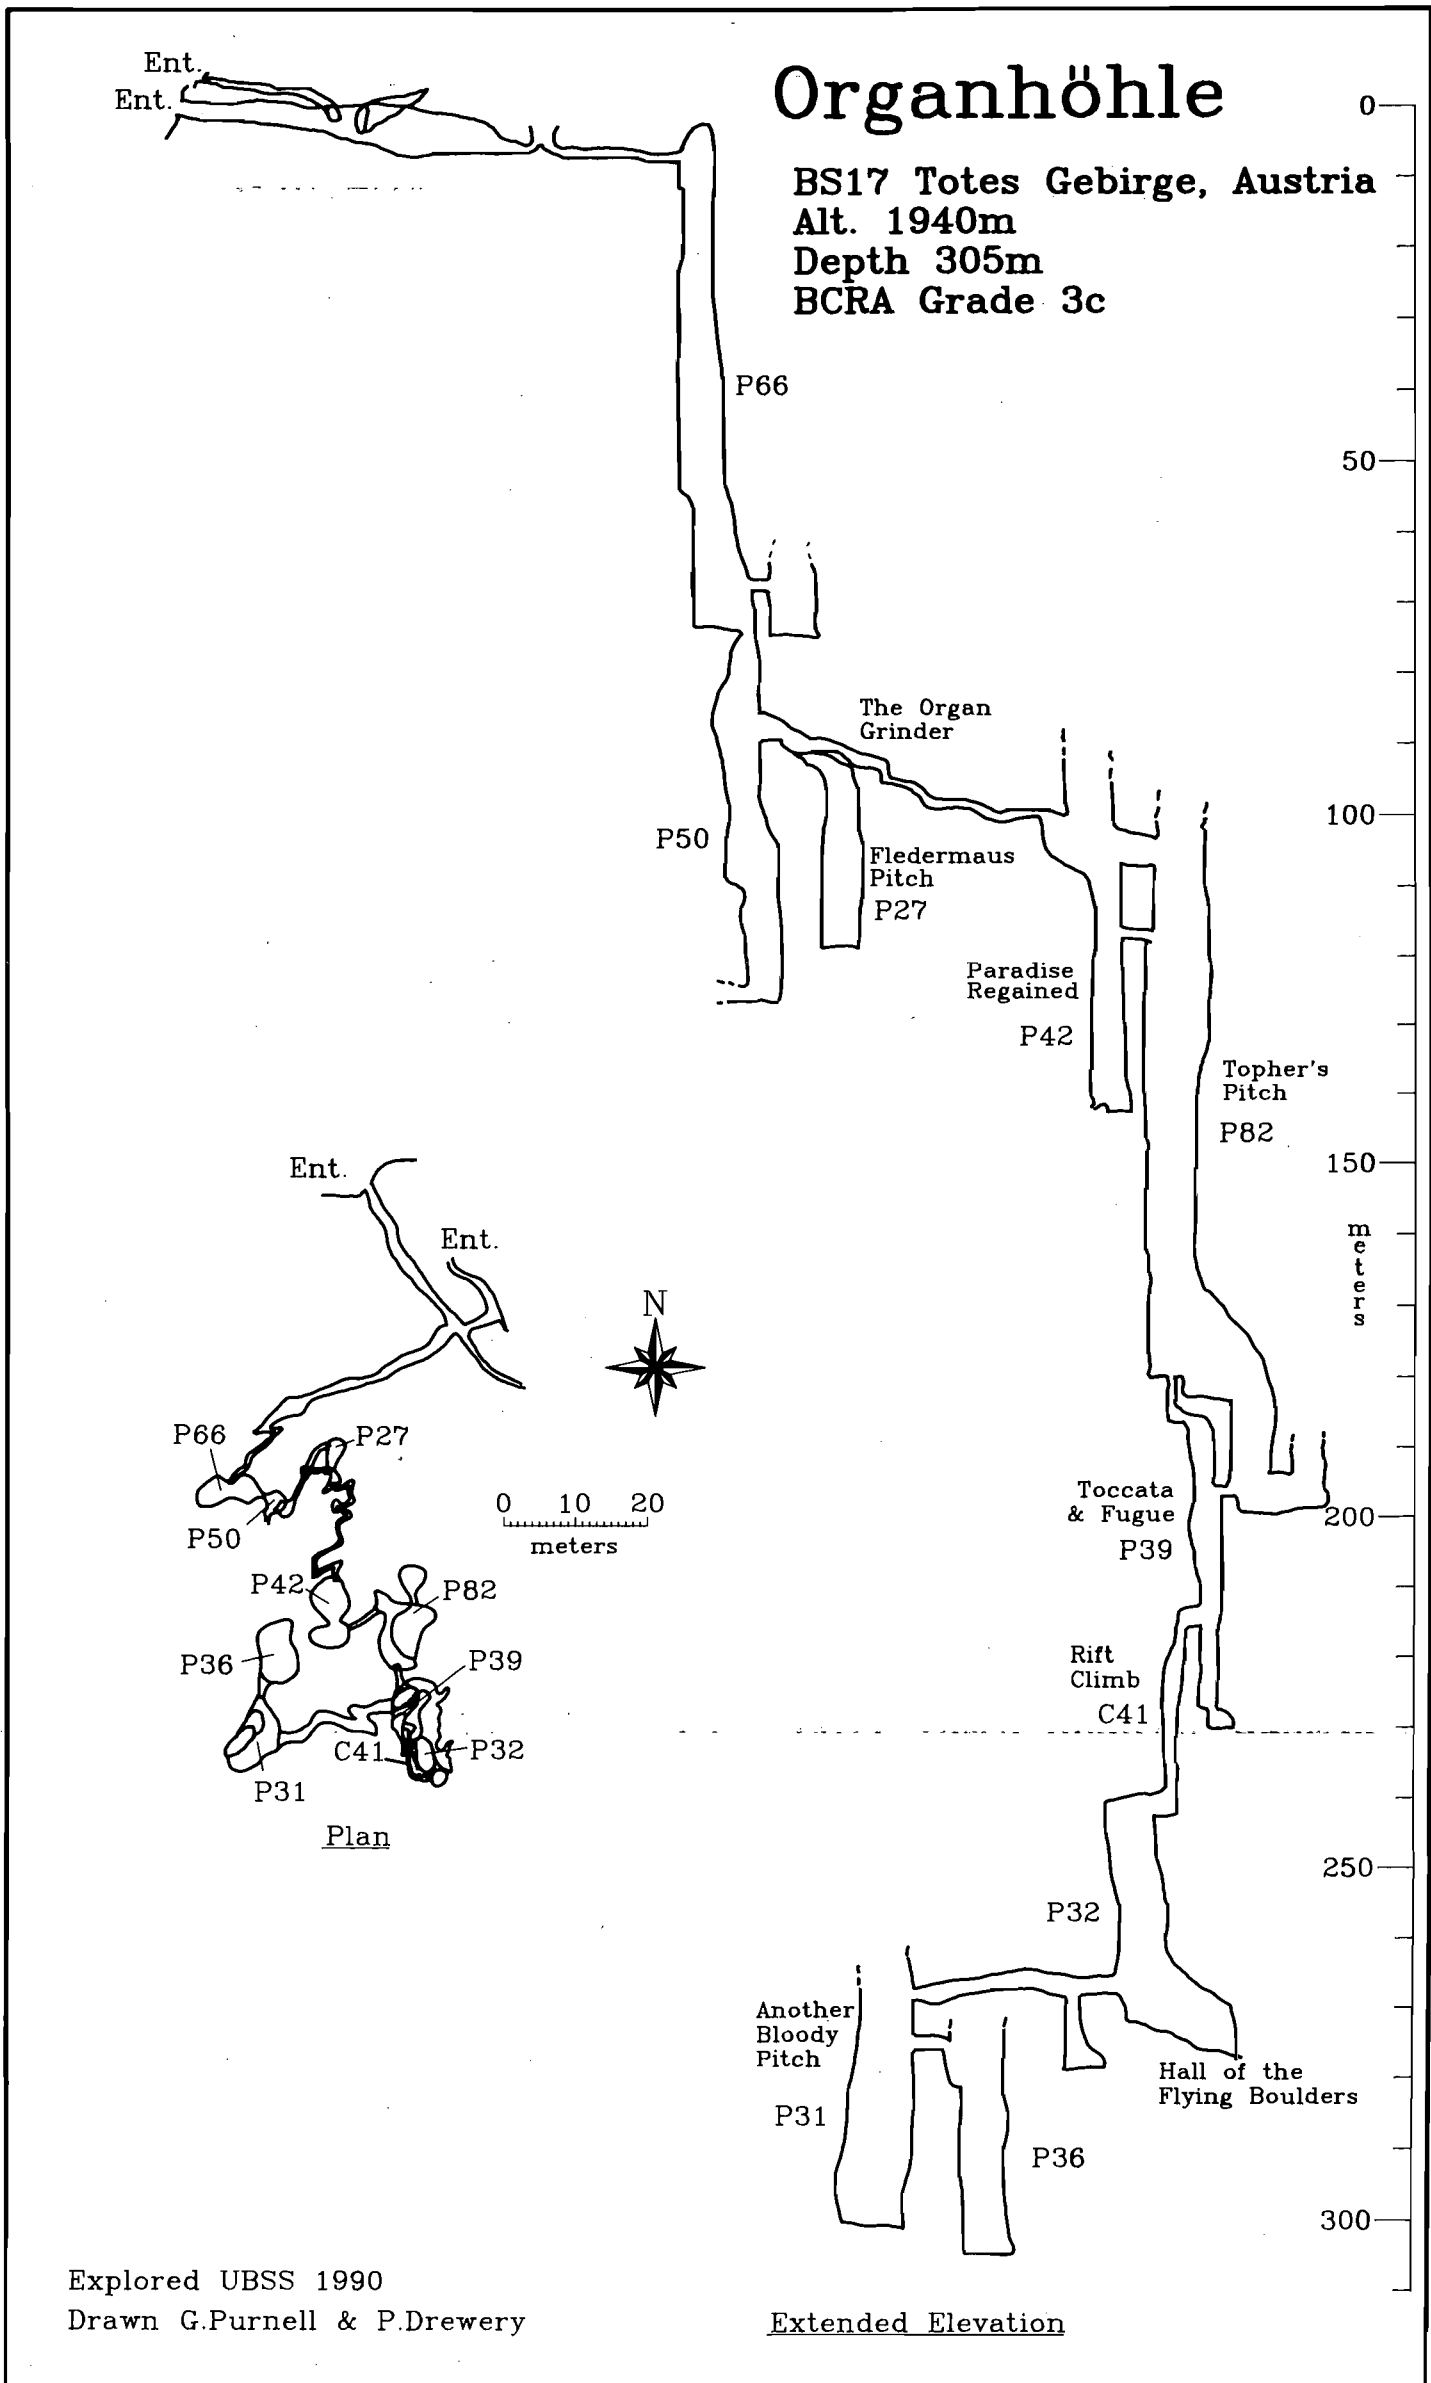 Organhöhle
BS17 Totes Gebirge, Austria
Alt. 1940m
Depth 305m
BCRA Grade 3c
Ent.
Ent.
0
P66
50
The Organ
Grinder
100
P50
Fledermaus
Pitch
P27
Paradise
Regained
P42
Topher's
Pitch
P82
150
meters
Toccata
& Fugue
P39
200
Rift
Climb
C41
250
P32
Another
Bloody
Pitch
P31
Hall of the
Flying Boulders
P36
300
Extended Elevation
Ent.
Ent.
N
P66
P27
P50
0 10 20
meters
P42
P82
P36
P39
C41
P32
P31
Plan
Explored UBSS 1990
Drawn G.Purnell & P.Drewery